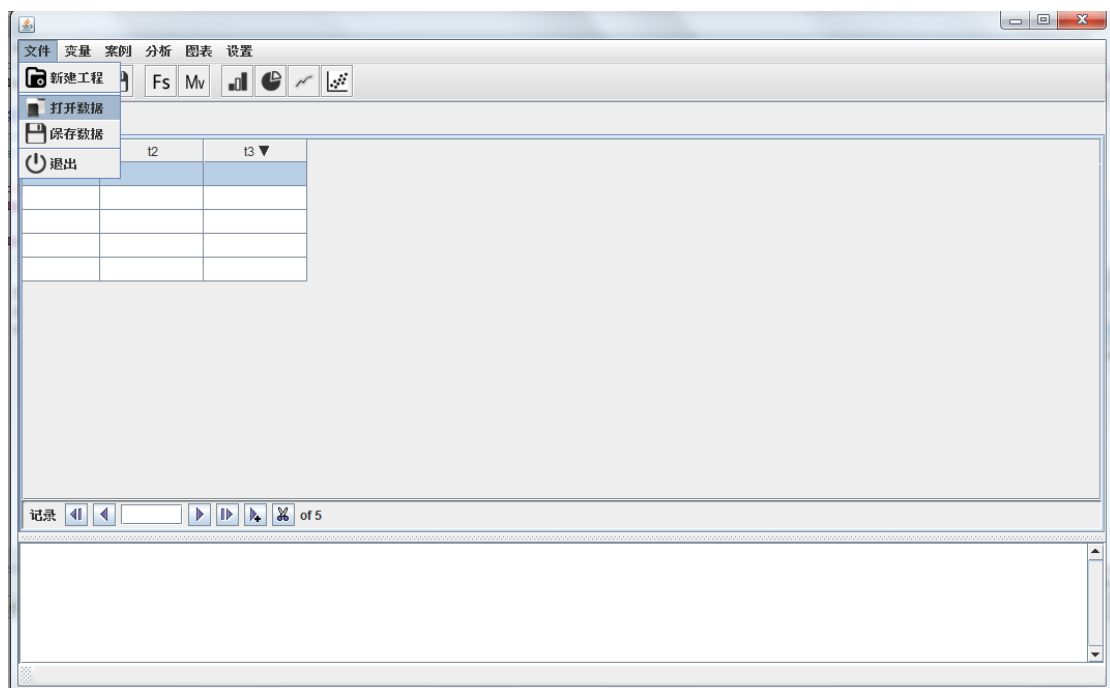 文件 变量 案例 分析 图表 设置
新建工程
Fs Mv
打开数据
保存数据
t2 t3
退出
记录 of 5